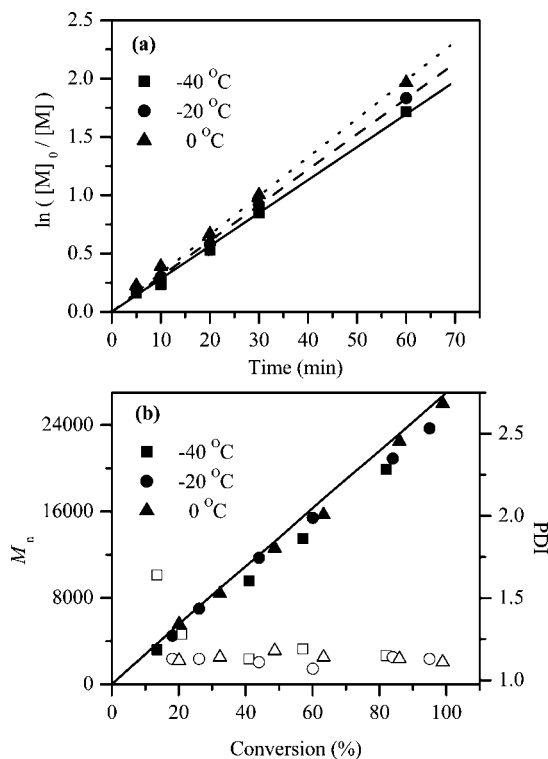 2.5
(a)
2.0
-40 °C
-20 °C
0 °C
1.5
ln ( [M]0 / [M] )
1.0
0.5
0.0
0 10 20 30 40 50 60 70
Time (min)
(b)
24000
-40 °C
2.5
-20 °C
0 °C
16000
2.0
Mn
PDI
8000
1.5
0
1.0
0 20 40 60 80 100
Conversion (%)